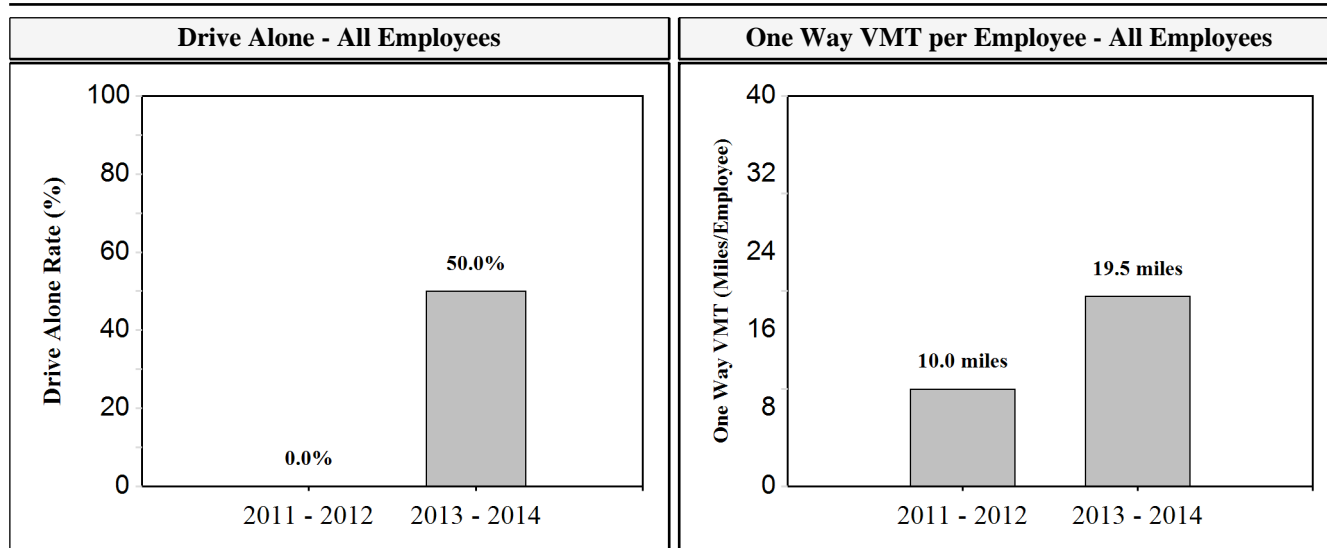 Drive Alone - All Employees
Drive Alone Rate (%)
100
80
60
40
20
0
50.0%
0.0%
2011 - 2012 2013 - 2014
One Way VMT per Employee - All Employees
One Way VMT (Miles/Employee)
40
32
24
16
8
0
19.5 miles
10.0 miles
2011 - 2012 2013 - 2014